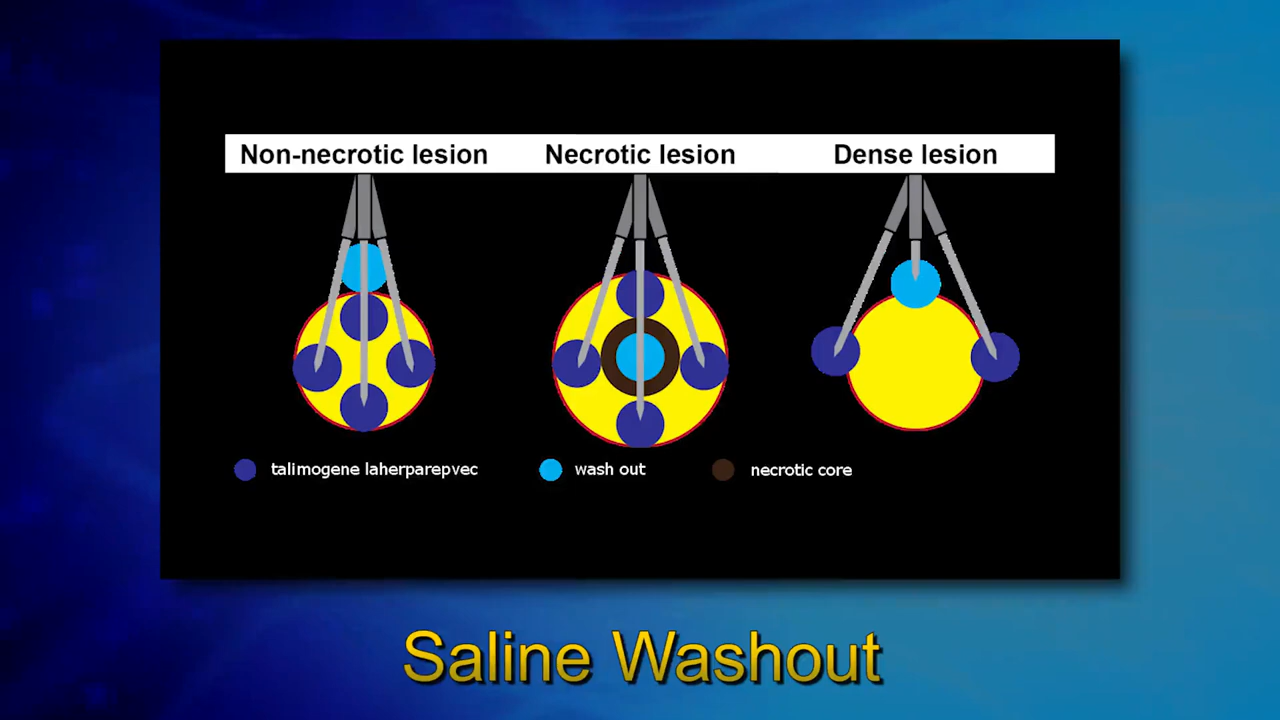 Non-necrotic lesion Necrotic lesion Dense lesion
talimogene laherparepvec wash out necrotic core
Saline Washout